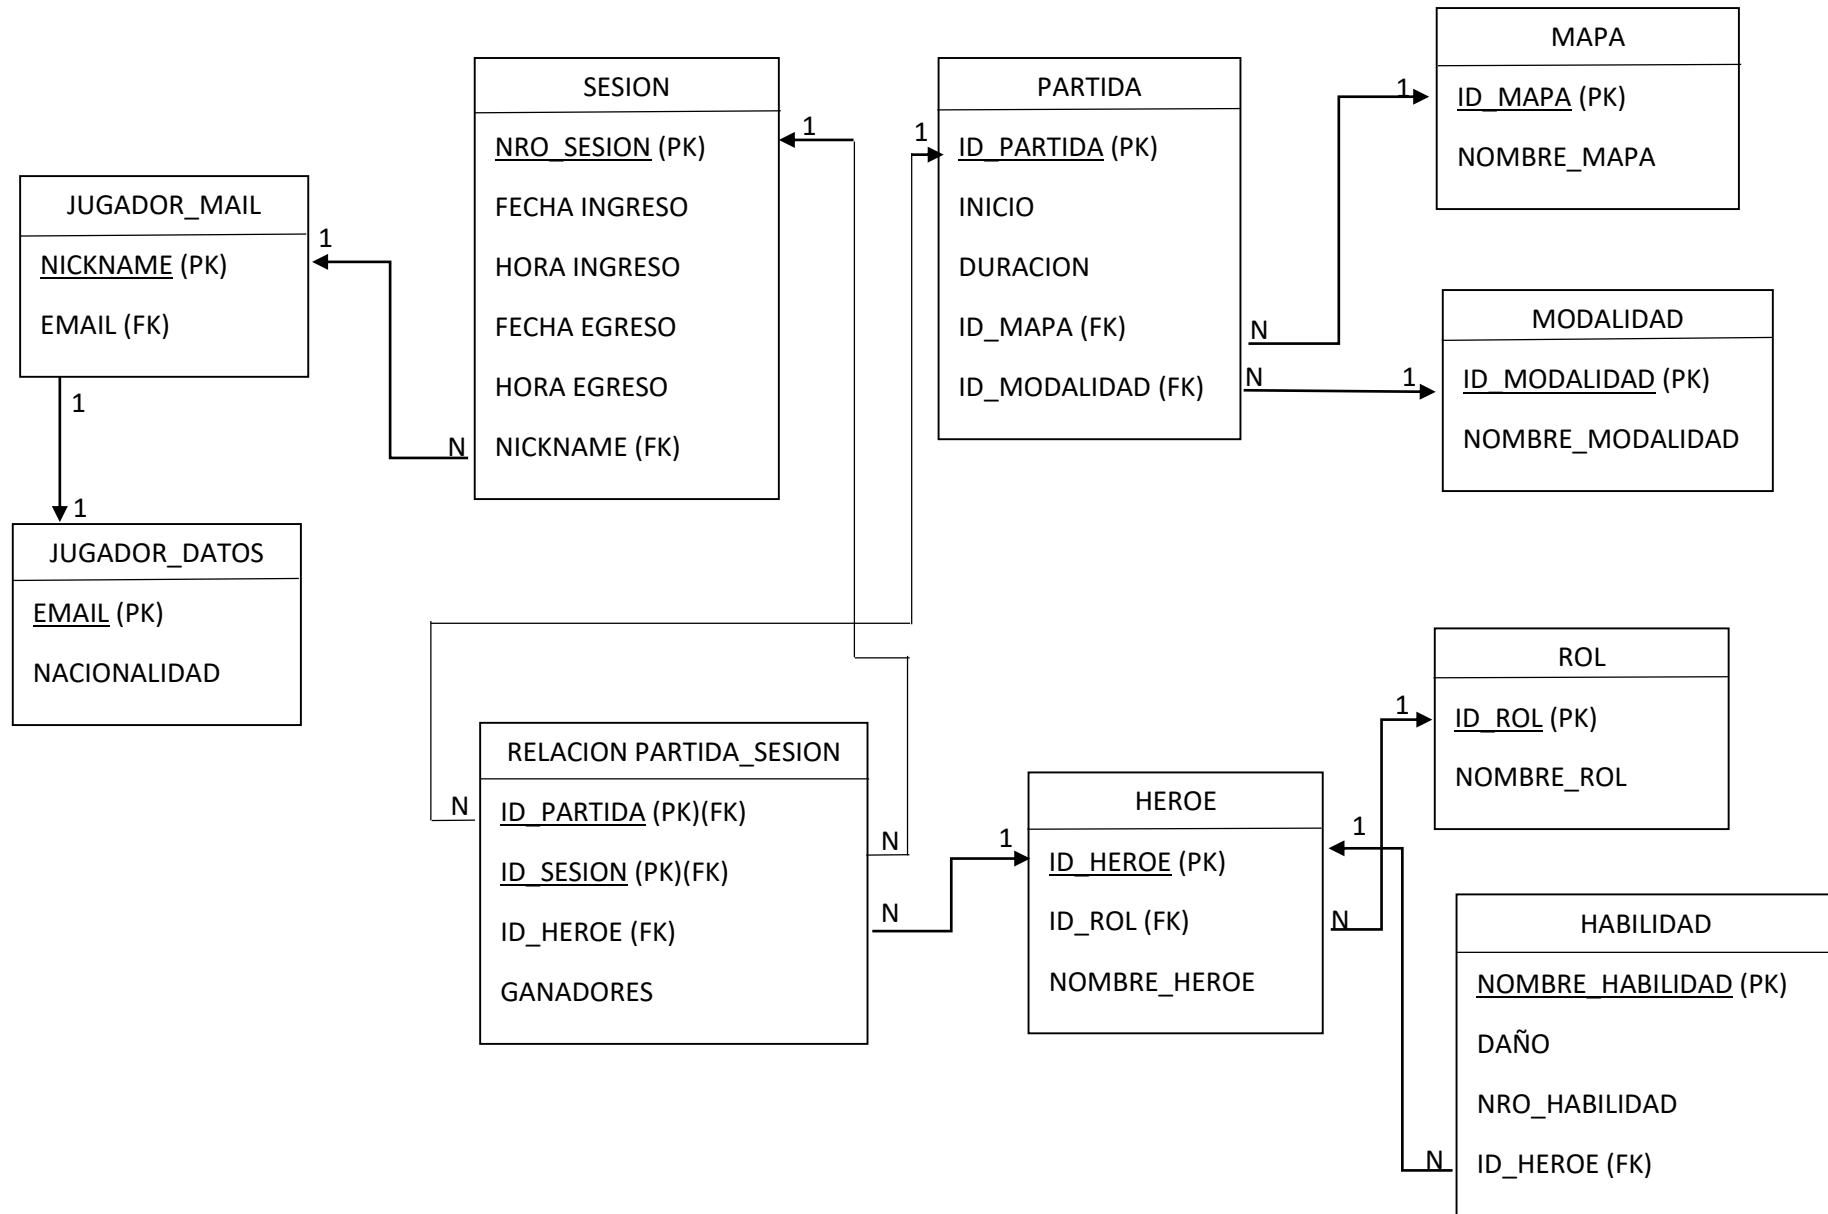 JUGADOR_MAIL
NICKNAME (PK)
EMAIL (FK)
1
1
1
N
JUGADOR_DATOS
EMAIL (PK)
NACIONALIDAD
SESION
NRO_SESION (PK)
FECHA INGRESO
HORA INGRESO
FECHA EGRESO
HORA EGRESO
NICKNAME (FK)
1
1
PARTIDA
ID_PARTIDA (PK)
INICIO
DURACION
ID_MAPA (FK)
ID_MODALIDAD (FK)
N
1
N
1
MAPA
ID_MAPA (PK)
NOMBRE_MAPA
MODALIDAD
ID_MODALIDAD (PK)
NOMBRE_MODALIDAD
RELACION PARTIDA_SESION
ID_PARTIDA (PK)(FK)
ID_SESION (PK)(FK)
ID_HEROE (FK)
GANADORES
N
N
N
1
HEROE
ID_HEROE (PK)
ID_ROL (FK)
NOMBRE_HEROE
1
N
1
N
ROL
ID_ROL (PK)
NOMBRE_ROL
HABILIDAD
NOMBRE_HABILIDAD (PK)
DAÑO
NRO_HABILIDAD
ID_HEROE (FK)